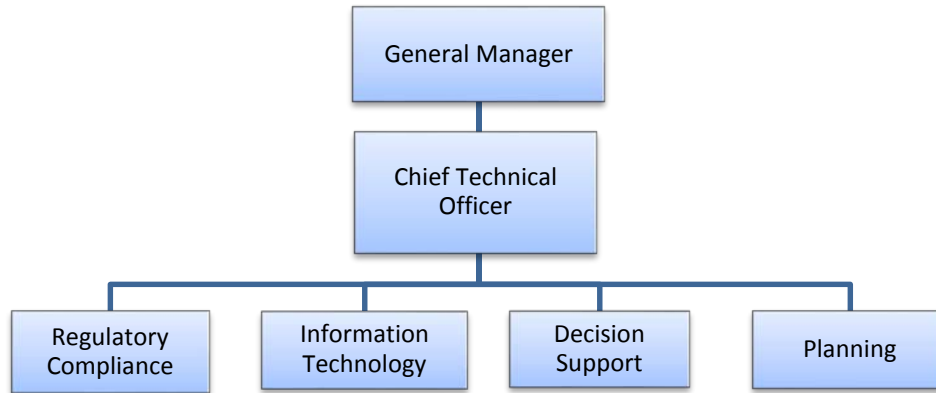 General Manager
Chief Technical
Officer
Regulatory
Compliance
Information
Technology
Decision
Support
Planning